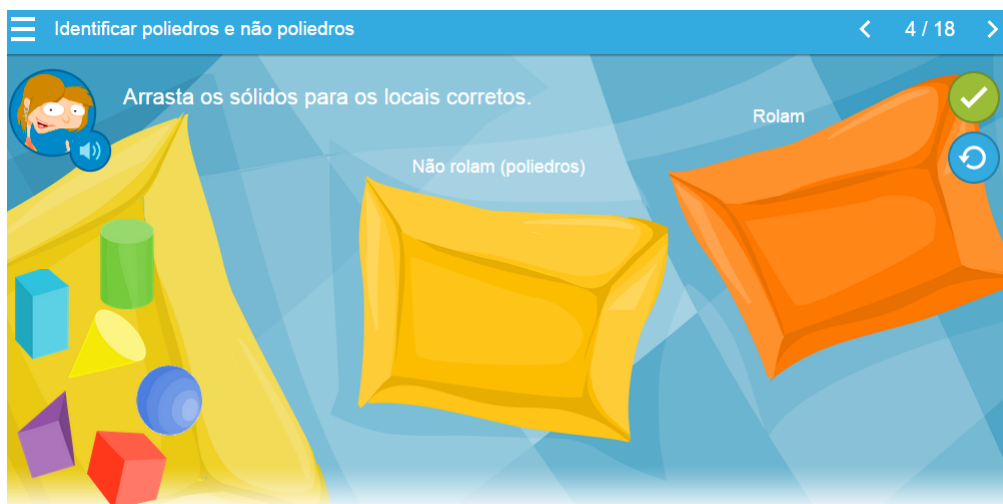 Identificar poliedros e não poliedros
4 / 18
Arrasta os sólidos para os locais corretos.
Rolam
Não rolam (poliedros)